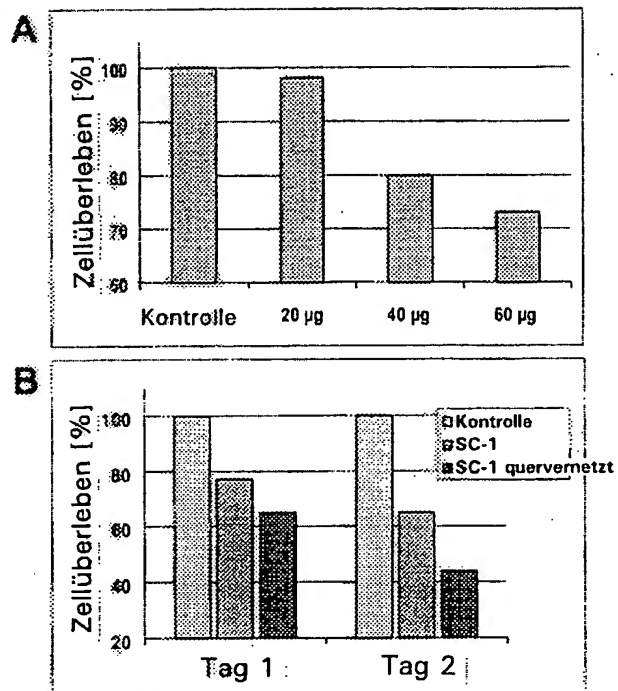 A
Zellüberleben [%]
100
90
80
70
60
Kontrolle 20 µg 40 µg 60 µg
B
Zellüberleben [%]
100
80
60
40
20
Kontrolle
SC-1
SC-1 quervernetzt
Tag 1 Tag 2